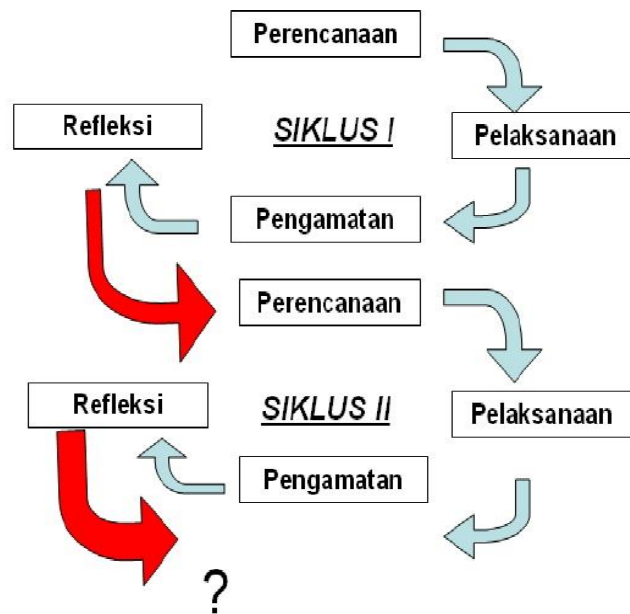 Perencanaan
Refleksi
SIKLUS I
Pelaksanaan
Pengamatan
Perencanaan
Refleksi
SIKLUS II
Pelaksanaan
Pengamatan
?